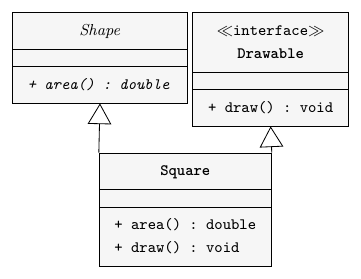 Shape
+ area() : double
≪interface≫
Drawable
+ draw() : void
Square
+ area() : double
+ draw() : void